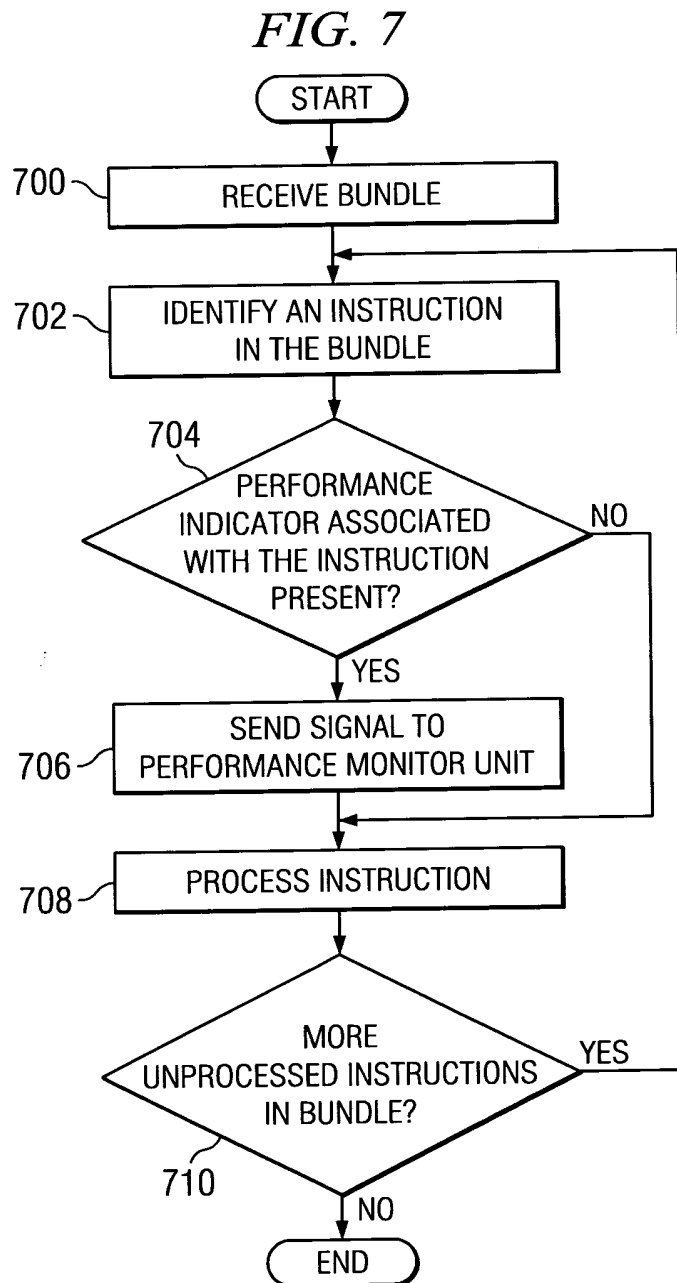 FIG. 7
START
700
RECEIVE BUNDLE
702
IDENTIFY AN INSTRUCTION
IN THE BUNDLE
704
PERFORMANCE
INDICATOR ASSOCIATED
WITH THE INSTRUCTION
PRESENT?
NO
YES
706
SEND SIGNAL TO
PERFORMANCE MONITOR UNIT
708
PROCESS INSTRUCTION
MORE
UNPROCESSED INSTRUCTIONS
IN BUNDLE?
YES
710
NO
END